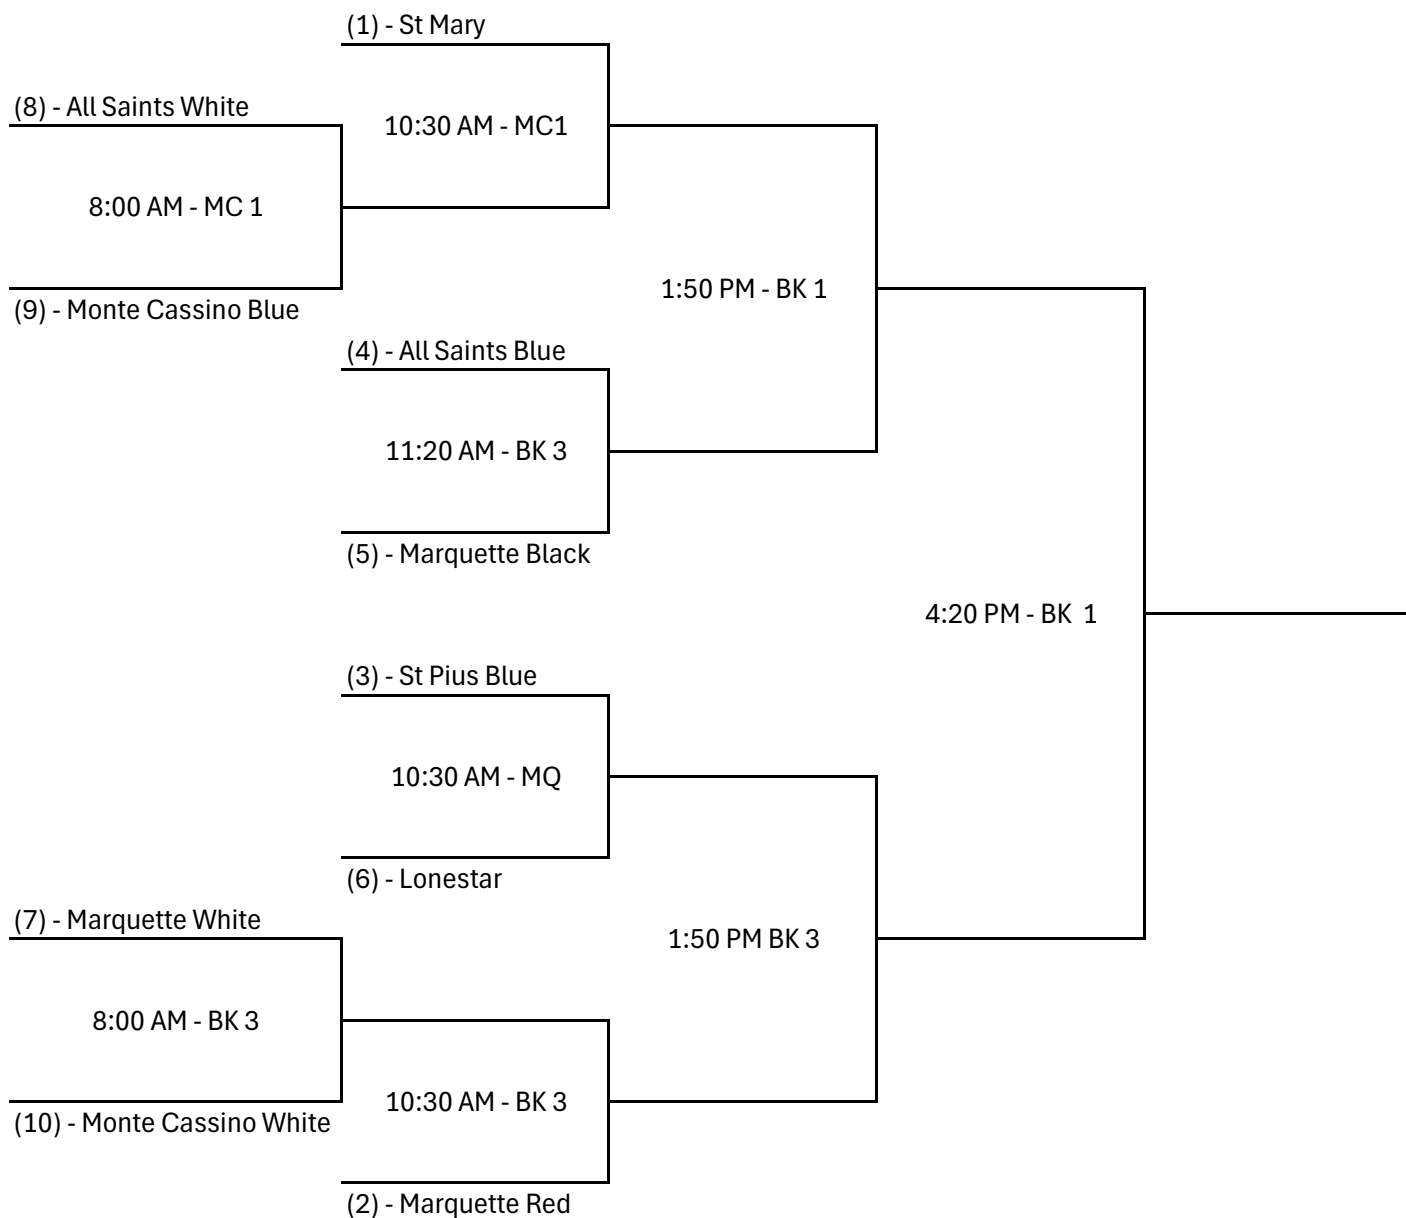 (1) - St Mary
(8) - All Saints White
10:30 AM - MC1
8:00 AM - MC 1
1:50 PM - BK 1
(9) - Monte Cassino Blue
(4) - All Saints Blue
11:20 AM - BK 3
(5) - Marquette Black
4:20 PM - BK  1
(3) - St Pius Blue
10:30 AM - MQ
(6) - Lonestar
(7) - Marquette White
1:50 PM BK 3
8:00 AM - BK 3
10:30 AM - BK 3
(10) - Monte Cassino White
(2) - Marquette Red